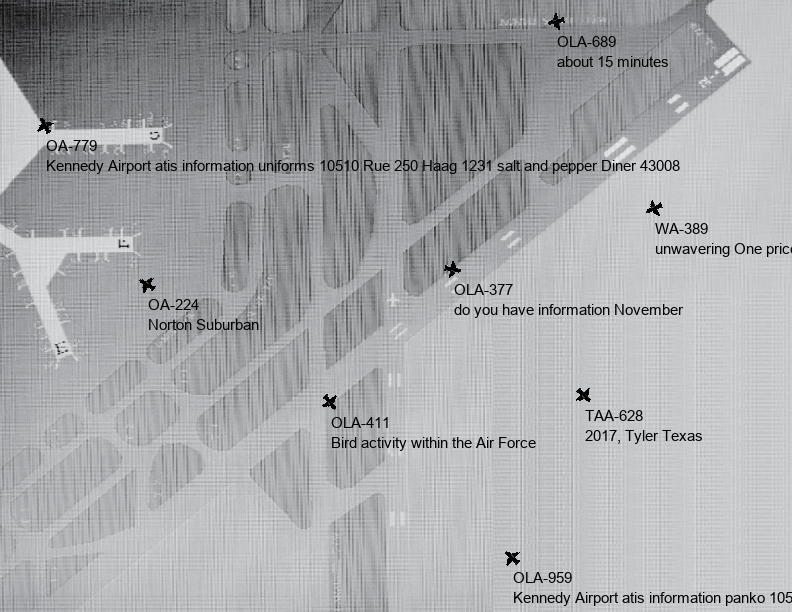 OLA-689
about 15 minutes
OA-779
Kennedy Airport atis information uniforms 10510 Rue 250 Haag 1231 salt and pepper Diner 43008
WA-389
unwavering One price
OLA-377
do you have information November
OA-224
Norton Suburban
OLA-411
Bird activity within the Air Force
TAA-628
2017, Tyler Texas
OLA-959
Kennedy Airport atis information panko 105